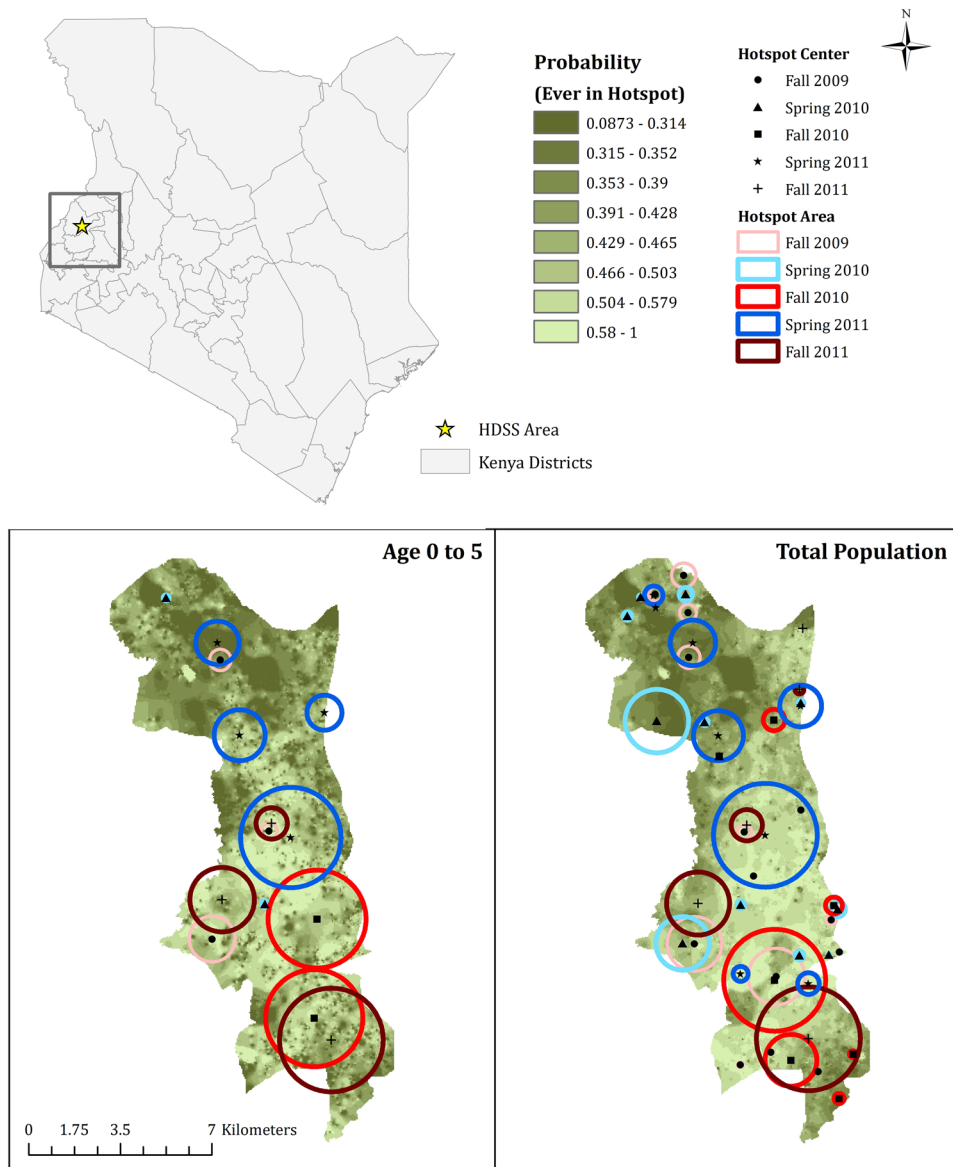 N
Probability
(Ever in Hotspot)
0.0873 - 0.314
0.315 - 0.352
0.353 - 0.39
0.391 - 0.428
0.429 - 0.465
0.466 - 0.503
0.504 - 0.579
0.58 - 1
Hotspot Center
Fall 2009
Spring 2010
Fall 2010
Spring 2011
Fall 2011
Hotspot Area
Fall 2009
Spring 2010
Fall 2010
Spring 2011
Fall 2011
HDSS Area
Kenya Districts
Age 0 to 5
Total Population
0 1.75 3.5 7 Kilometers